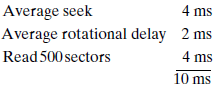 Average seek 4 ms
Average rotational delay 2 ms
Read 500 sectors 4 ms
10 ms